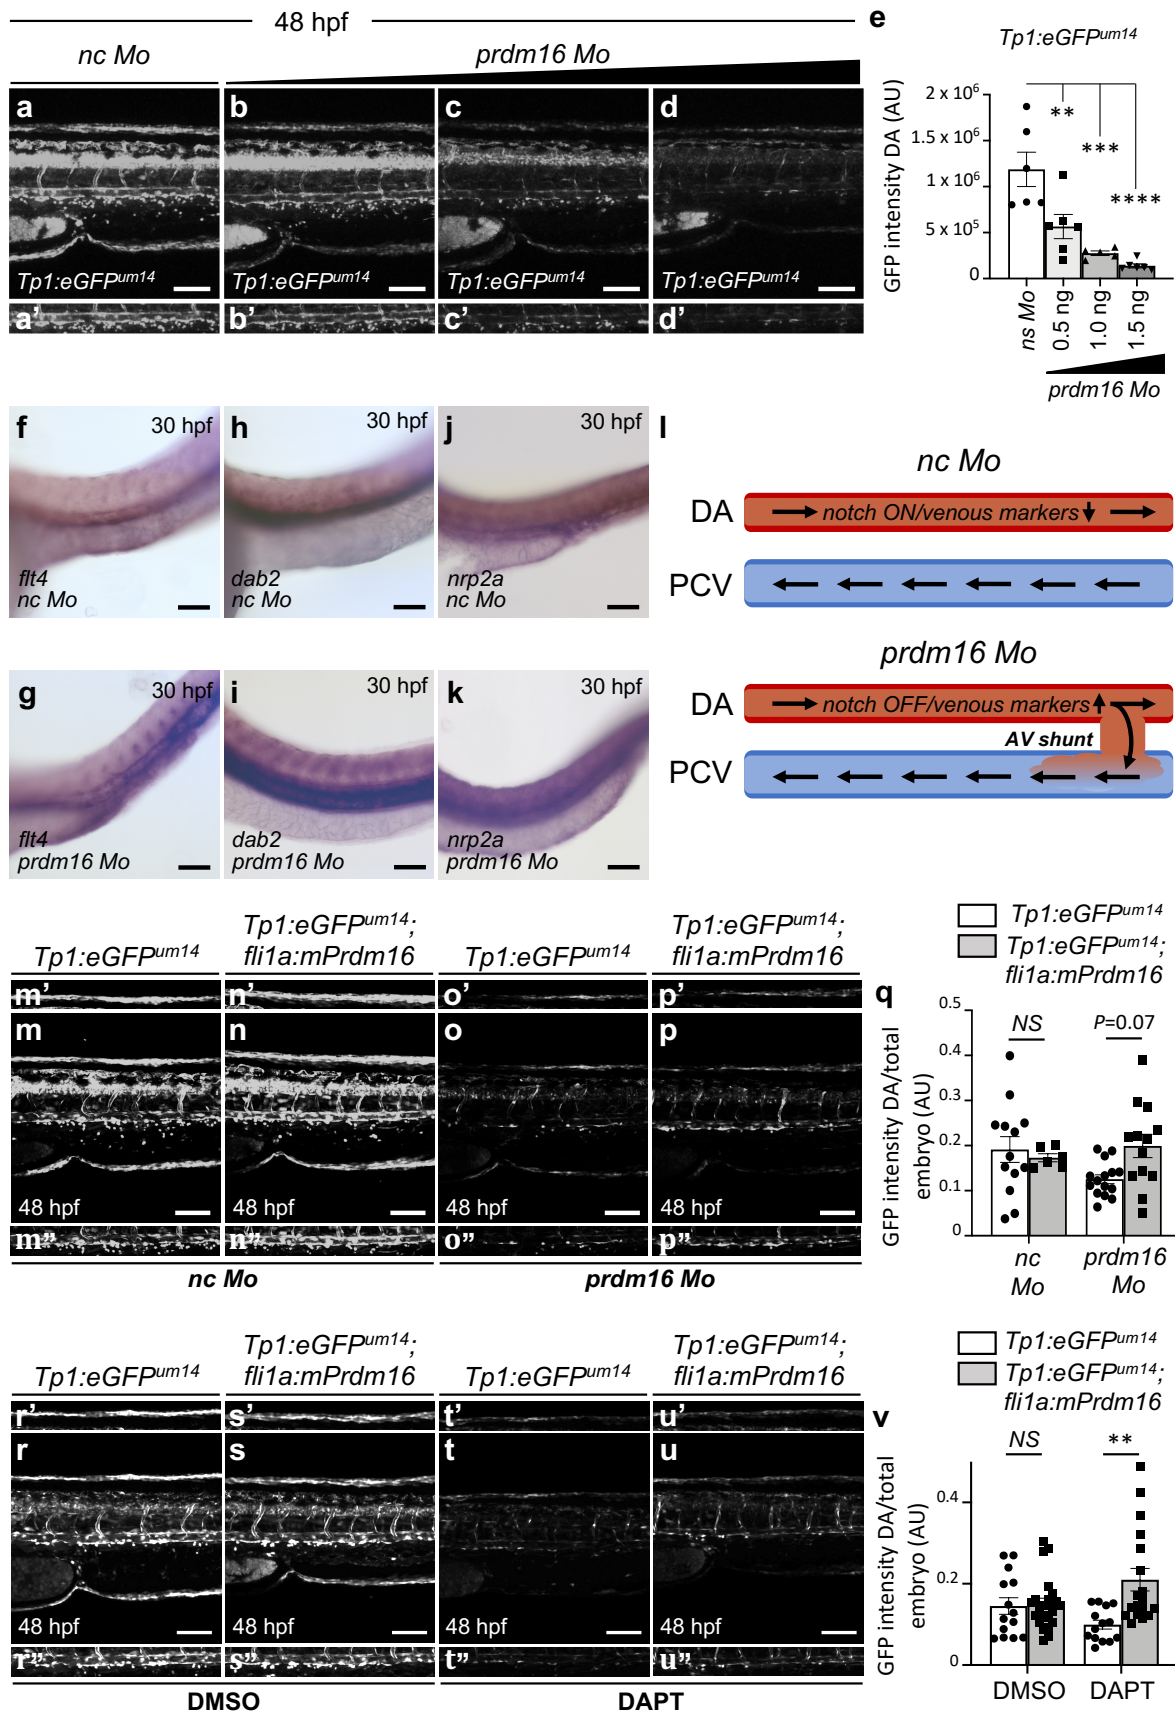 48 hpf
nc Mo
prdm16 Mo
a
b
c
d
Tp1:eGFPum14
Tp1:eGFPum14
Tp1:eGFPum14
Tp1:eGFPum14
a’
b’
c’
d’
e
Tp1:eGFPum14
GFP intensity DA (AU)
2 x 10⁶
1.5 x 10⁶
1 x 10⁶
5 x 10⁵
0
**
***
****
ns Mo
0.5 ng
1.0 ng
1.5 ng
prdm16 Mo
f
30 hpf
flt4
nc Mo
h
30 hpf
dab2
nc Mo
j
30 hpf
nrp2a
nc Mo
g
30 hpf
flt4
prdm16 Mo
i
30 hpf
dab2
prdm16 Mo
k
30 hpf
nrp2a
prdm16 Mo
l
nc Mo
DA
notch ON/venous markers
PCV
prdm16 Mo
DA
notch OFF/venous markers
AV shunt
PCV
Tp1:eGFPum14
Tp1:eGFPum14;
fli1a:mPrdm16
Tp1:eGFPum14
Tp1:eGFPum14;
fli1a:mPrdm16
m’
n’
o’
p’
m
n
o
p
48 hpf
48 hpf
48 hpf
48 hpf
m”
n”
o”
p”
nc Mo
prdm16 Mo
Tp1:eGFPum14
Tp1:eGFPum14;
fli1a:mPrdm16
q
GFP intensity DA/total
embryo (AU)
0.5
0.4
0.3
0.2
0.1
0
NS
P=0.07
nc
Mo
prdm16
Mo
Tp1:eGFPum14
Tp1:eGFPum14;
fli1a:mPrdm16
Tp1:eGFPum14
Tp1:eGFPum14;
fli1a:mPrdm16
r’
s’
t’
u’
r
s
t
u
48 hpf
48 hpf
48 hpf
48 hpf
r”
s”
t”
u”
DMSO
DAPT
Tp1:eGFPum14
Tp1:eGFPum14;
fli1a:mPrdm16
v
GFP intensity DA/total
embryo (AU)
0.4
0.2
0
NS
**
DMSO
DAPT